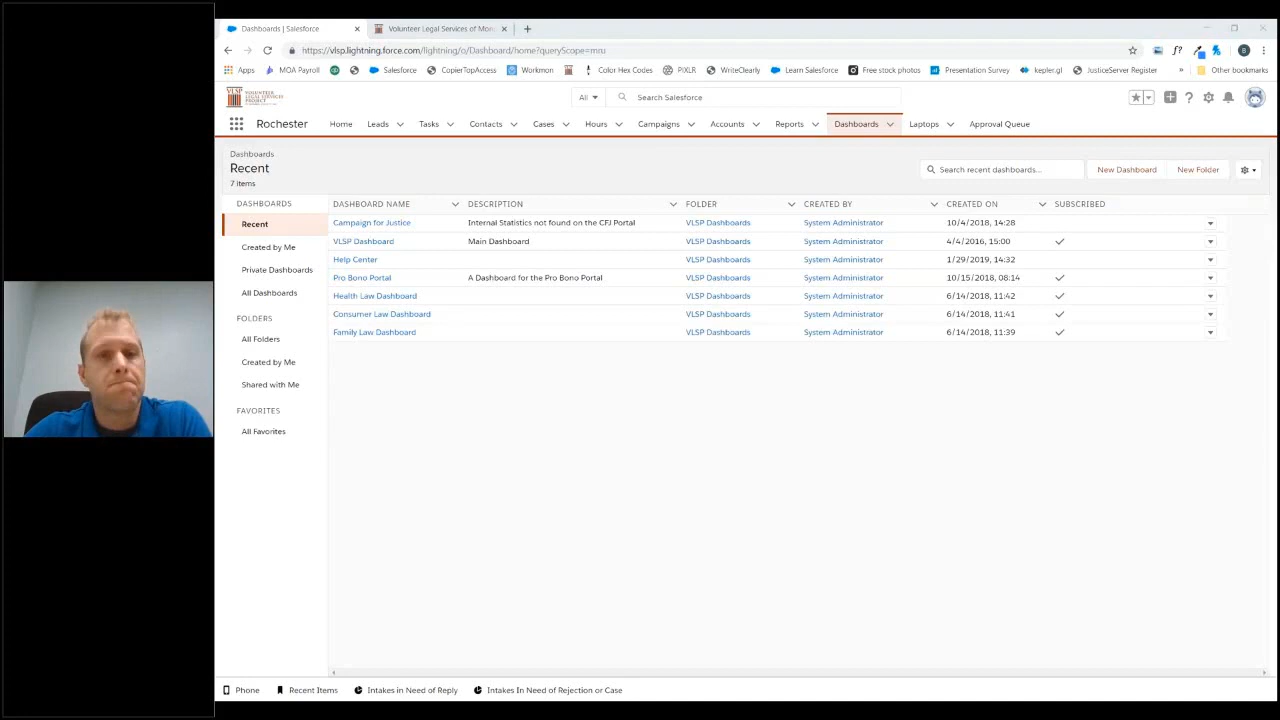 Dashboards | Salesforce
Volunteer Legal Services of Mon
https://vlsp.lightning.force.com/lightning/o/Dashboard/home?queryScope=mru
Apps MOA Payroll Salesforce CopierTopAccess Workmon Color Hex Codes PIXLR WriteClearly Learn Salesforce Free stock photos Presentation Survey kepler.gl JusticeServer Register » Other bookmarks
VLSP VOLUNTEER LEGAL SERVICES PROJECT
All Search Salesforce
Rochester Home Leads Tasks Contacts Cases Hours Campaigns Accounts Reports Dashboards Laptops Approval Queue
Dashboards
Recent
7 items
Search recent dashboards...
New Dashboard New Folder
DASHBOARDS DASHBOARD NAME DESCRIPTION FOLDER CREATED BY CREATED ON SUBSCRIBED
Recent
Created by Me
Private Dashboards
All Dashboards
FOLDERS
All Folders
Created by Me
Shared with Me
FAVORITES
All Favorites
Campaign for Justice Internal Statistics not found on the CFJ Portal VLSP Dashboards System Administrator 10/4/2018, 14:28
VLSP Dashboard Main Dashboard VLSP Dashboards System Administrator 4/4/2016, 15:00
Help Center VLSP Dashboards System Administrator 1/29/2019, 14:32
Pro Bono Portal A Dashboard for the Pro Bono Portal VLSP Dashboards System Administrator 10/15/2018, 08:14
Health Law Dashboard VLSP Dashboards System Administrator 6/14/2018, 11:42
Consumer Law Dashboard VLSP Dashboards System Administrator 6/14/2018, 11:41
Family Law Dashboard VLSP Dashboards System Administrator 6/14/2018, 11:39
Phone Recent Items Intakes in Need of Reply Intakes In Need of Rejection or Case